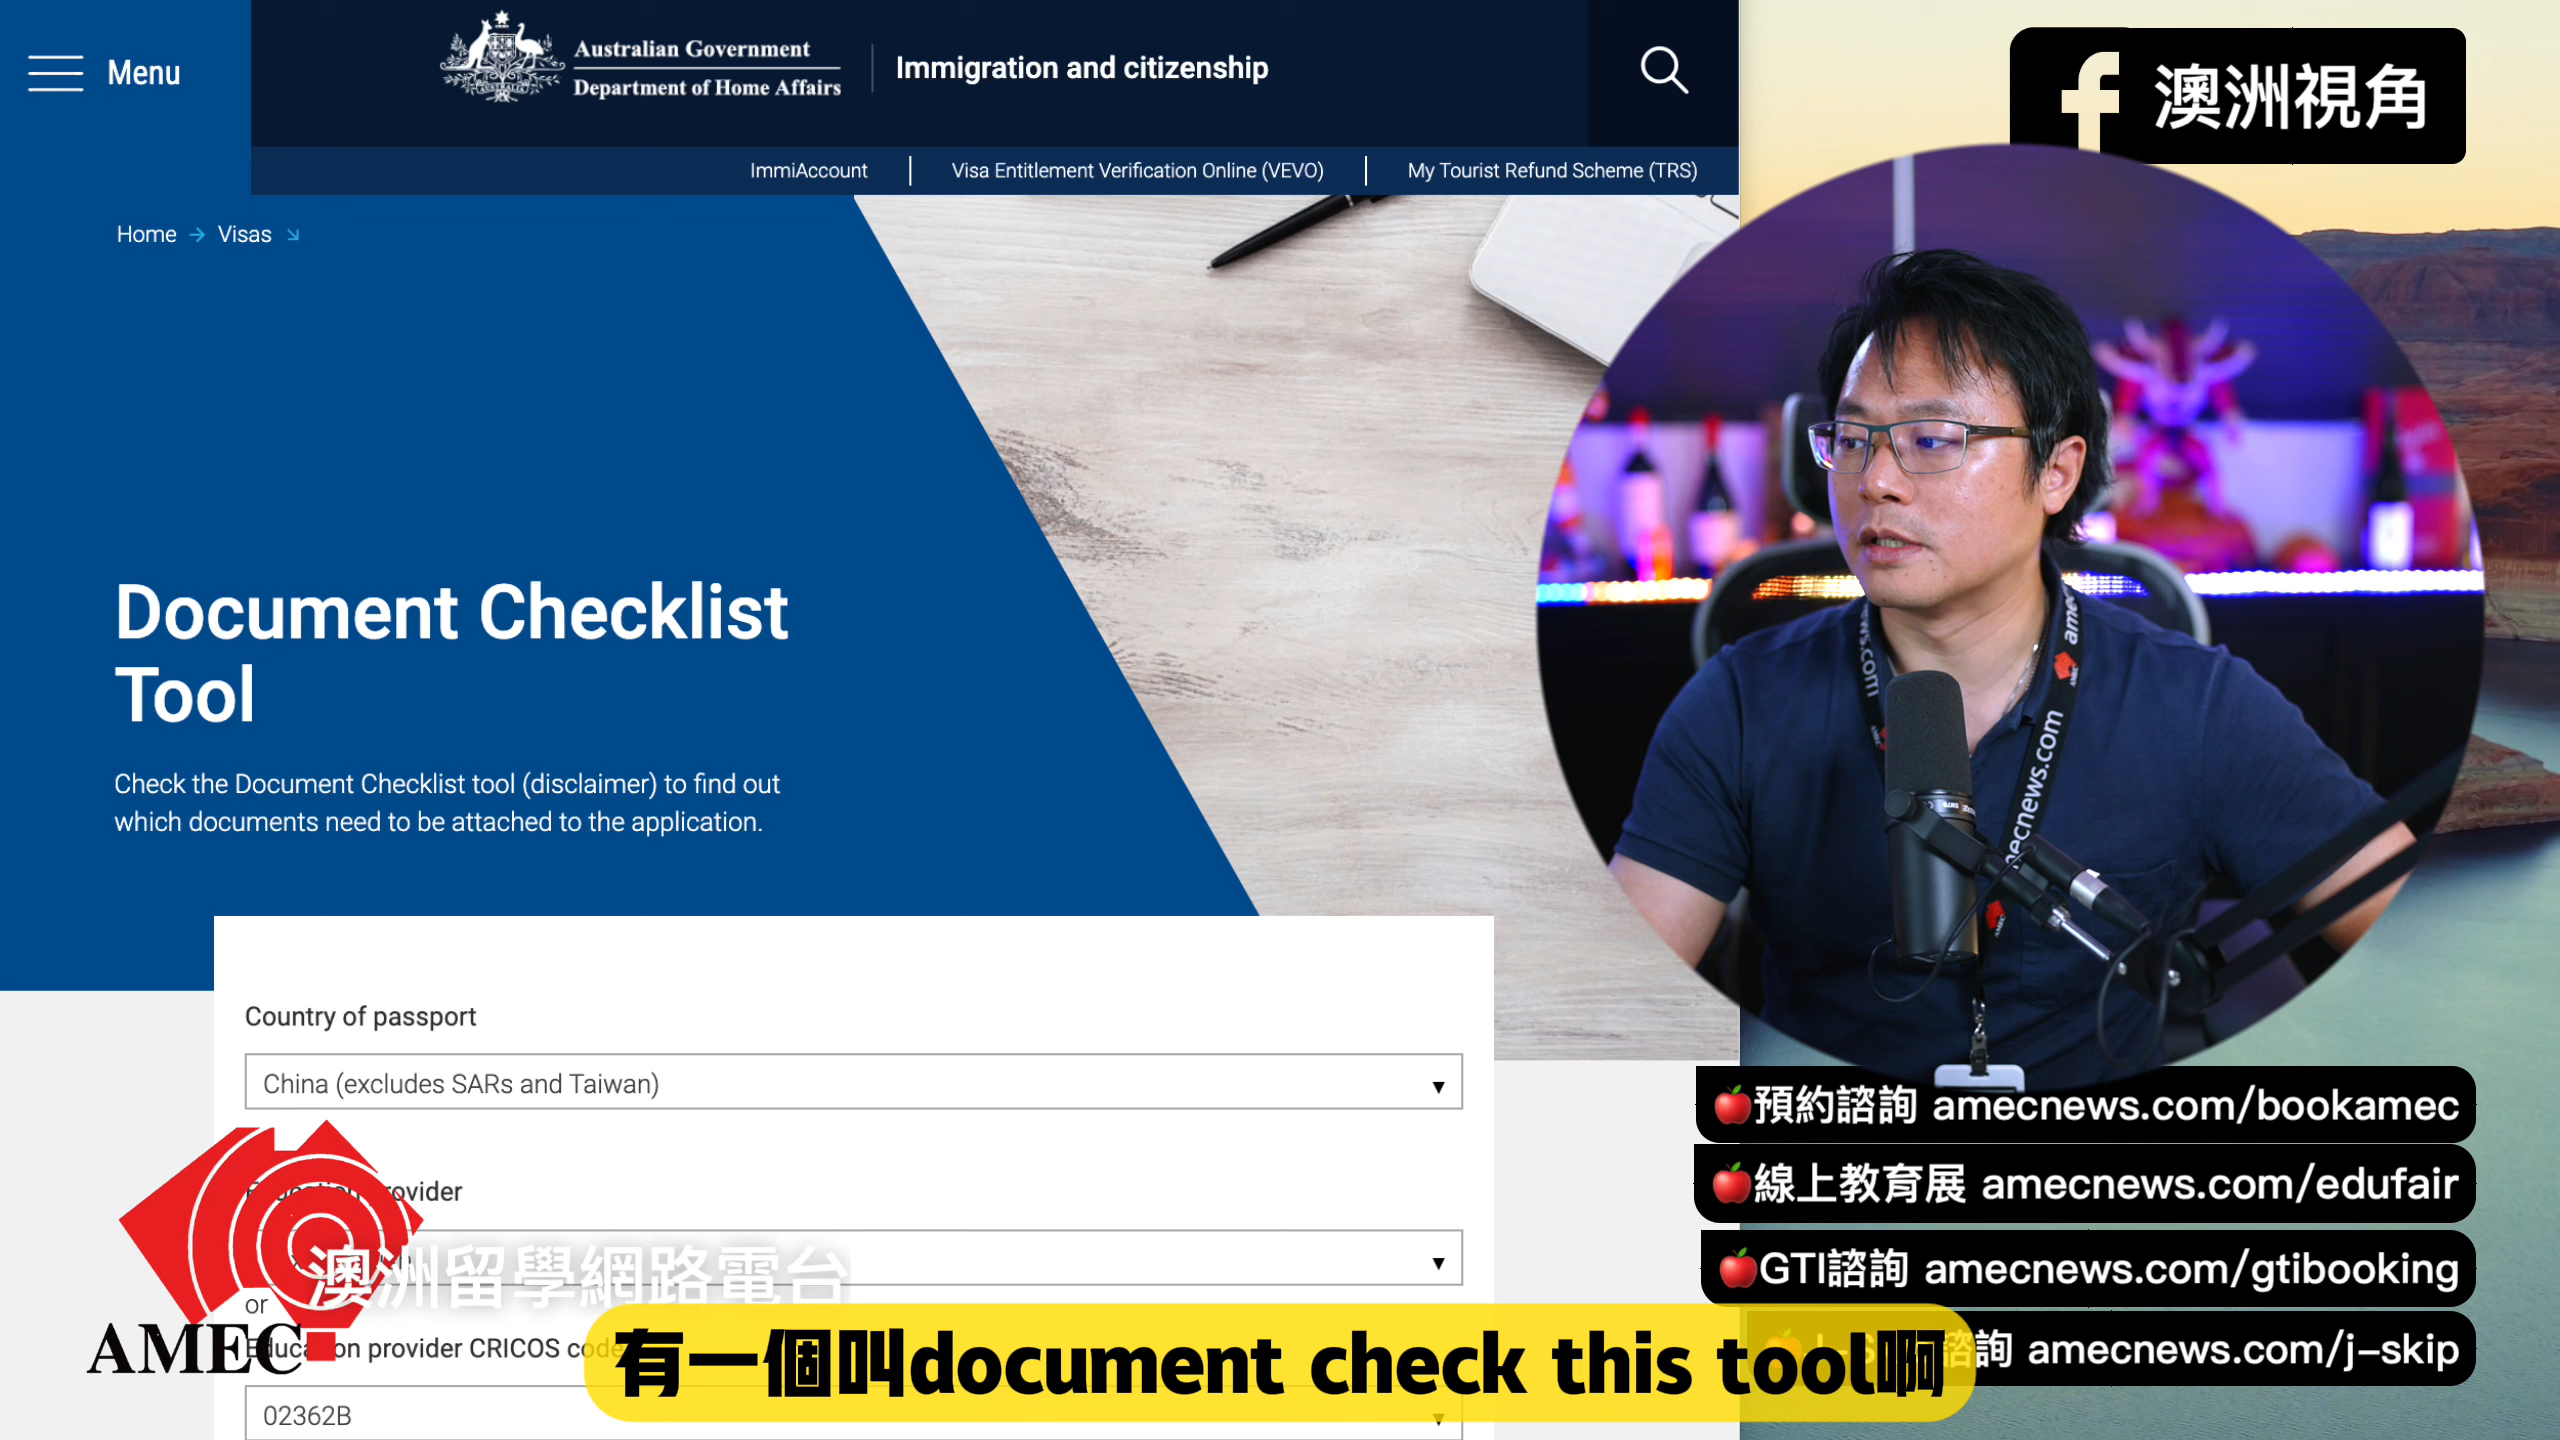 Menu
Australian Government
Department of Home Affairs
Immigration and citizenship
ImmiAccount
Visa Entitlement Verification Online (VEVO)
My Tourist Refund Scheme (TRS)
Home
Visas
f 澳洲視角
Document Checklist
Tool
Check the Document Checklist tool (disclaimer) to find out
which documents need to be attached to the application.
amecnews.com
Country of passport
China (excludes SARs and Taiwan)
provider
澳洲留學網路電台
or
AMEC
Education provider CRICOS code
02362B
🍎預約諮詢 amecnews.com/bookamec
🍎線上教育展 amecnews.com/edufair
🍎GTI諮詢 amecnews.com/gtibooking
諮詢 amecnews.com/j-skip
有一個叫document check this tool啊